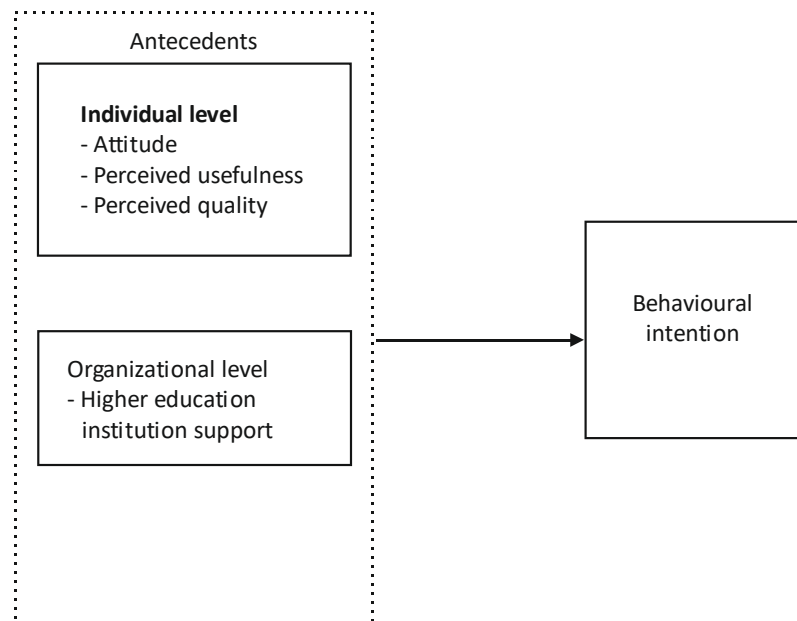 Antecedents
Individual level
- Attitude
- Perceived usefulness
- Perceived quality
Organizational level
- Higher education
institution support
Behavioural
intention